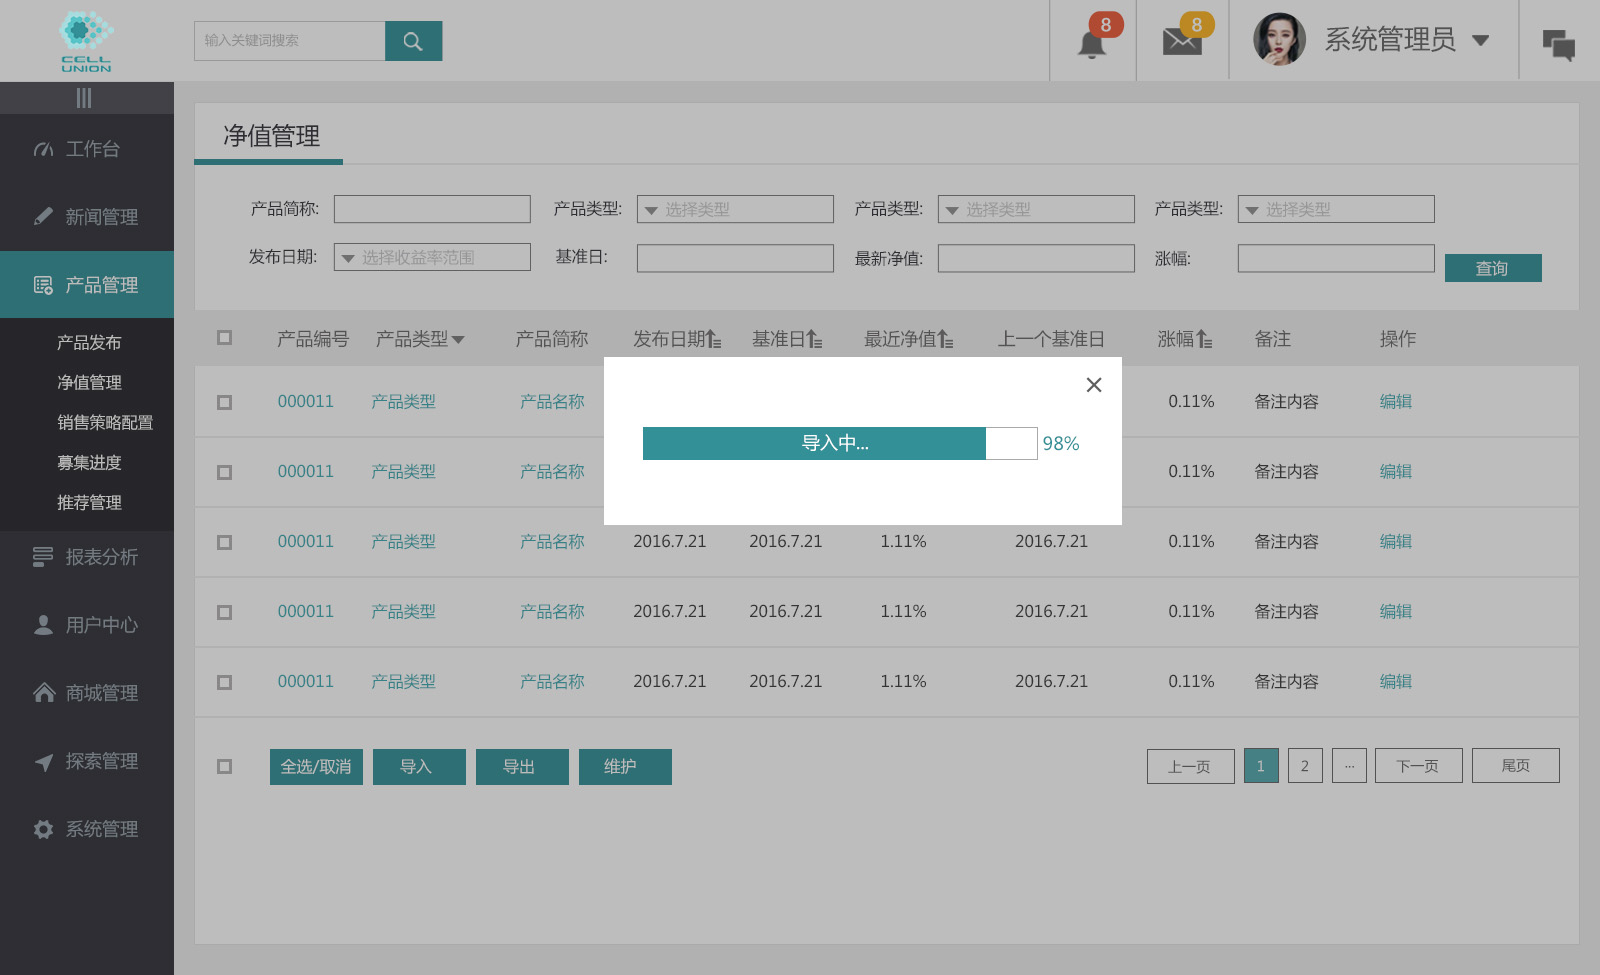 CELL
UNION
输入关键词搜索
8
8
系统管理员
工作台
新闻管理
产品管理
产品发布
净值管理
销售策略配置
募集进度
推荐管理
报表分析
用户中心
商城管理
探索管理
系统管理
净值管理
产品简称:
产品类型: 选择类型
产品类型: 选择类型
产品类型: 选择类型
发布日期: 选择收益率范围
基准日:
最新净值:
涨幅:
查询
产品编号 产品类型 产品简称 发布日期 基准日 最近净值 上一个基准日 涨幅 备注 操作
000011 产品类型 产品名称 0.11% 备注内容 编辑
导入中... 98%
000011 产品类型 产品名称 0.11% 备注内容 编辑
000011 产品类型 产品名称 2016.7.21 2016.7.21 1.11% 2016.7.21 0.11% 备注内容 编辑
000011 产品类型 产品名称 2016.7.21 2016.7.21 1.11% 2016.7.21 0.11% 备注内容 编辑
000011 产品类型 产品名称 2016.7.21 2016.7.21 1.11% 2016.7.21 0.11% 备注内容 编辑
全选/取消 导入 导出 维护
上一页 1 2 ... 下一页 尾页